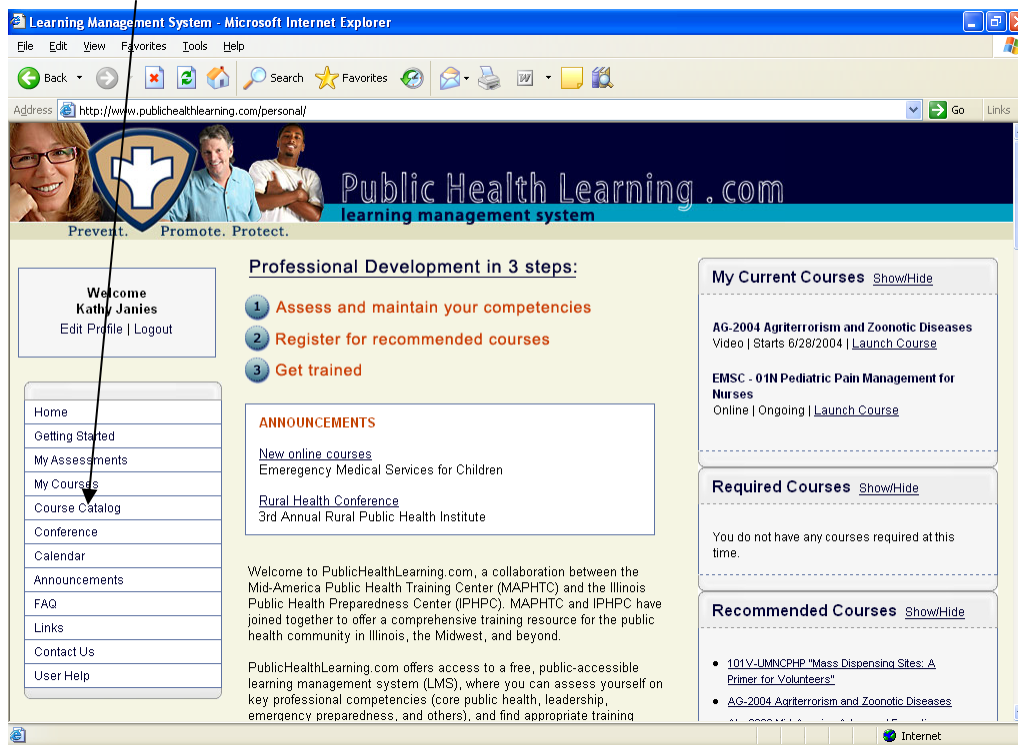 Learning Management System - Microsoft Internet Explorer
File Edit View Favorites Tools Help
Back Search Favorites
Address http://www.publichealthlearning.com/personal/ Go Links
Public Health Learning . com
learning management system
Prevent. Promote. Protect.
Welcome
Kathy Janies
Edit Profile | Logout
Home
Getting Started
My Assessments
My Courses
Course Catalog
Conference
Calendar
Announcements
FAQ
Links
Contact Us
User Help
Professional Development in 3 steps:
1 Assess and maintain your competencies
2 Register for recommended courses
3 Get trained
ANNOUNCEMENTS
New online courses
Emeregency Medical Services for Children
Rural Health Conference
3rd Annual Rural Public Health Institute
Welcome to PublicHealthLearning.com, a collaboration between the
Mid-America Public Health Training Center (MAPHTC) and the Illinois
Public Health Preparedness Center (IPHPC). MAPHTC and IPHPC have
joined together to offer a comprehensive training resource for the public
health community in Illinois, the Midwest, and beyond.
PublicHealthLearning.com offers access to a free, public-accessible
learning management system (LMS), where you can assess yourself on
key professional competencies (core public health, leadership,
emergency preparedness, and others), and find appropriate training
My Current Courses Show/Hide
AG-2004 Agriterrorism and Zoonotic Diseases
Video | Starts 6/28/2004 | Launch Course
EMSC - 01N Pediatric Pain Management for
Nurses
Online | Ongoing | Launch Course
Required Courses Show/Hide
You do not have any courses required at this
time.
Recommended Courses Show/Hide
101V-UMNCPHP "Mass Dispensing Sites: A
Primer for Volunteers"
AG-2004 Agriterrorism and Zoonotic Diseases
Internet